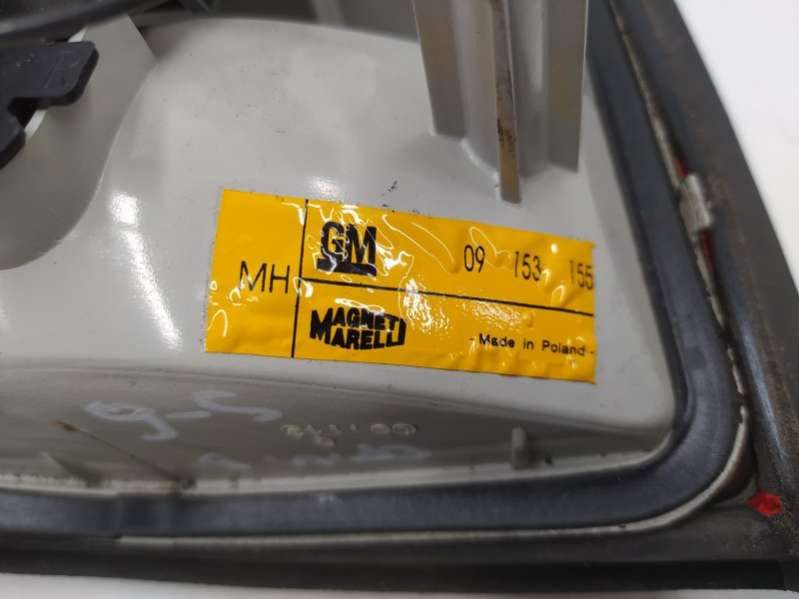 MH
GM
09 153 155
MAGNETI
MARELLI
- Made in Poland -